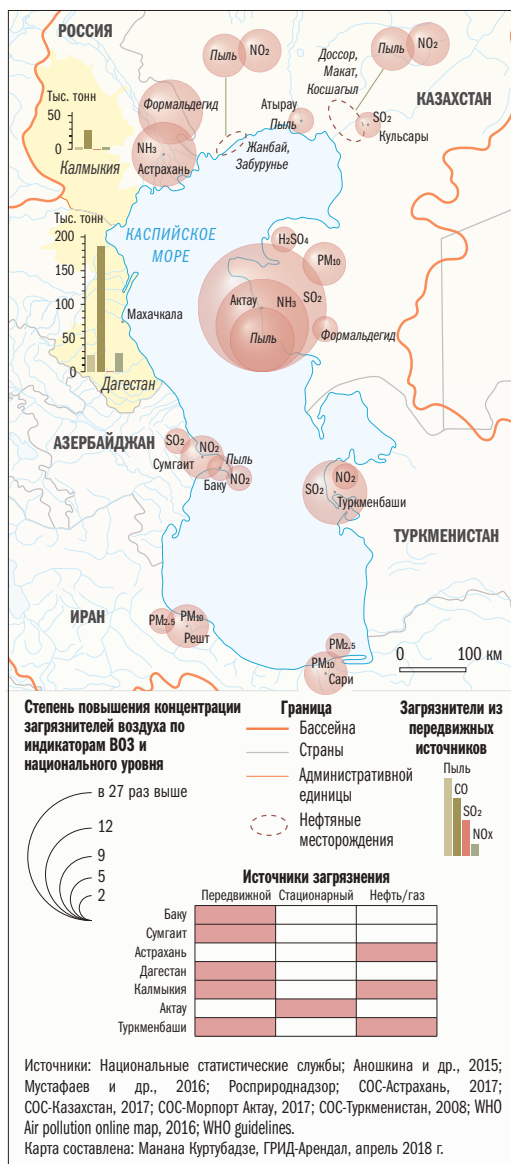 РОССИЯ
Пыль
NO₂
Доссор,
Макат,
Косшагыл
Пыль
NO₂
КАЗАХСТАН
Тыс. тонн
50
0
Калмыкия
Формальдегид
NH₃
Астрахань
Атырау
Пыль
SO₂
Кульсары
Жанбай,
Забурунье
Тыс. тонн
200
150
100
50
0
Дагестан
Махачкала
КАСПИЙСКОЕ
МОРЕ
H₂SO₄
PM₁₀
Актау
NH₃
SO₂
Пыль
Формальдегид
АЗЕРБАЙДЖАН
SO₂
NO₂
Сумгаит
Пыль
Баку
NO₂
SO₂
NO₂
Туркменбаши
ТУРКМЕНИСТАН
ИРАН
PM₂.₅
PM₁₀
Решт
PM₂.₅
PM₁₀
Сари
0 100 км
Степень повышения концентрации
загрязнителей воздуха по
индикаторам ВОЗ и
национального уровня
в 27 раз выше
12
9
5
2
Граница
Бассейна
Страны
Административной
единицы
Нефтяные
месторождения
Загрязнители из
передвижных
источников
Пыль
CO
SO₂
NOx
Источники загрязнения
Передвижной Стационарный Нефть/газ
Баку
Сумгаит
Астрахань
Дагестан
Калмыкия
Актау
Туркменбаши
Источники: Национальные статистические службы; Аношкина и др., 2015;
Мустафаев и др., 2016; Росприроднадзор; СОС-Астрахань, 2017;
СОС-Казахстан, 2017; СОС-Морпорт Актау, 2017; СОС-Туркменистан, 2008; WHO
Air pollution online map, 2016; WHO guidelines.
Карта составлена: Манана Куртубадзе, ГРИД-Арендал, апрель 2018 г.